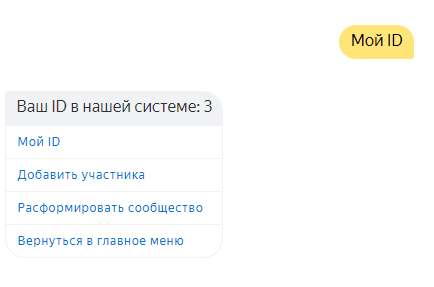 Мой ID
Ваш ID в нашей системе: 3
Мой ID
Добавить участника
Расформировать сообщество
Вернуться в главное меню